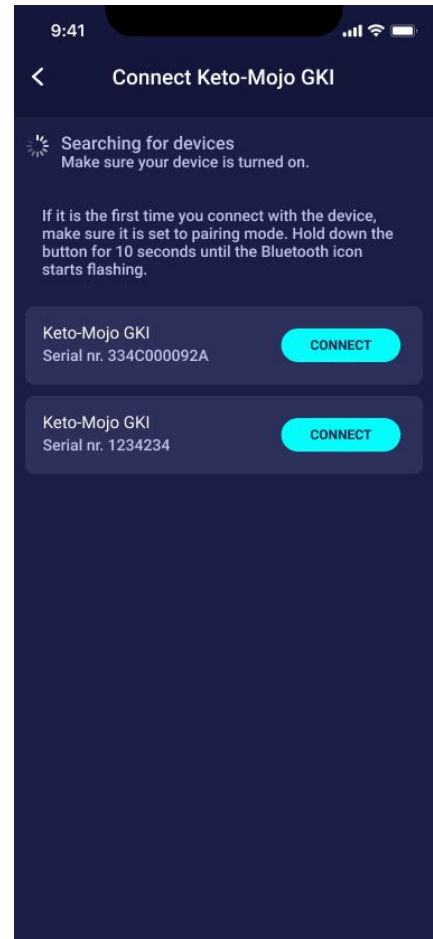 9:41
Connect Keto-Mojo GKI
Searching for devices
Make sure your device is turned on.
If it is the first time you connect with the device,
make sure it is set to pairing mode. Hold down the
button for 10 seconds until the Bluetooth icon
starts flashing.
Keto-Mojo GKI
Serial nr. 334C000092A
CONNECT
Keto-Mojo GKI
Serial nr. 1234234
CONNECT